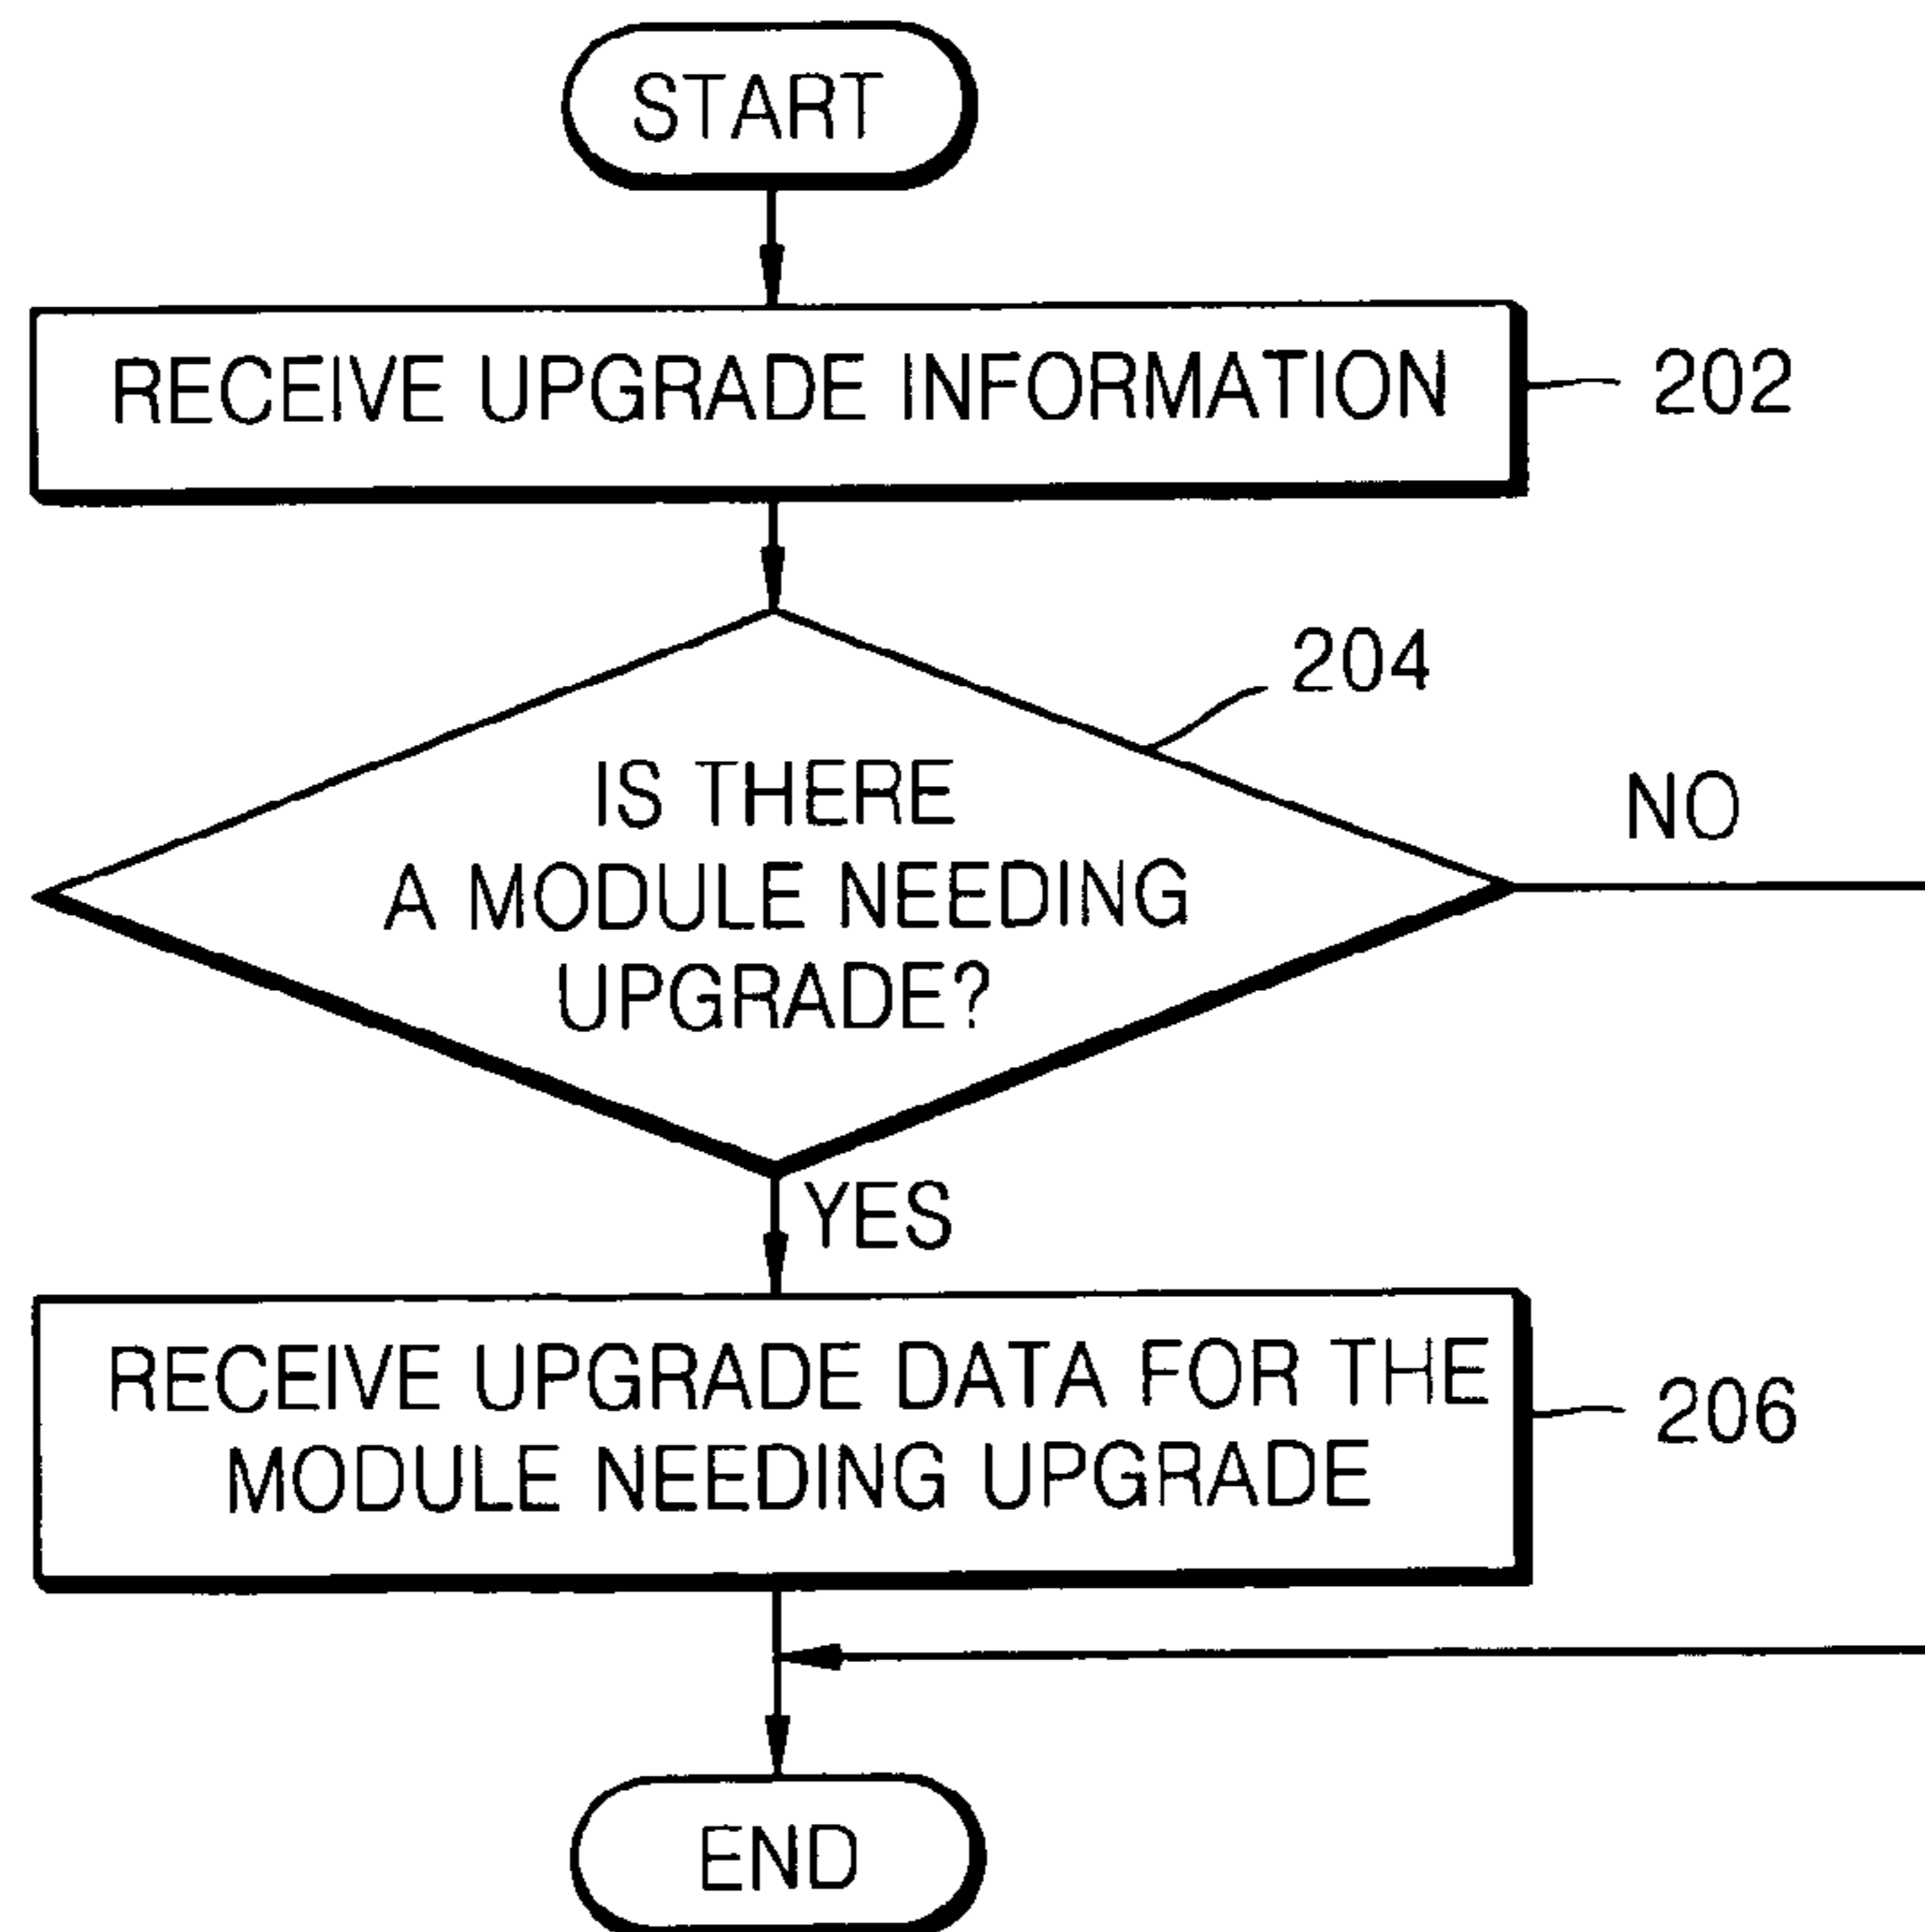 START
RECEIVE UPGRADE INFORMATION
202
204
IS THERE
A MODULE NEEDING
UPGRADE?
NO
YES
RECEIVE UPGRADE DATA FOR THE
MODULE NEEDING UPGRADE
206
END